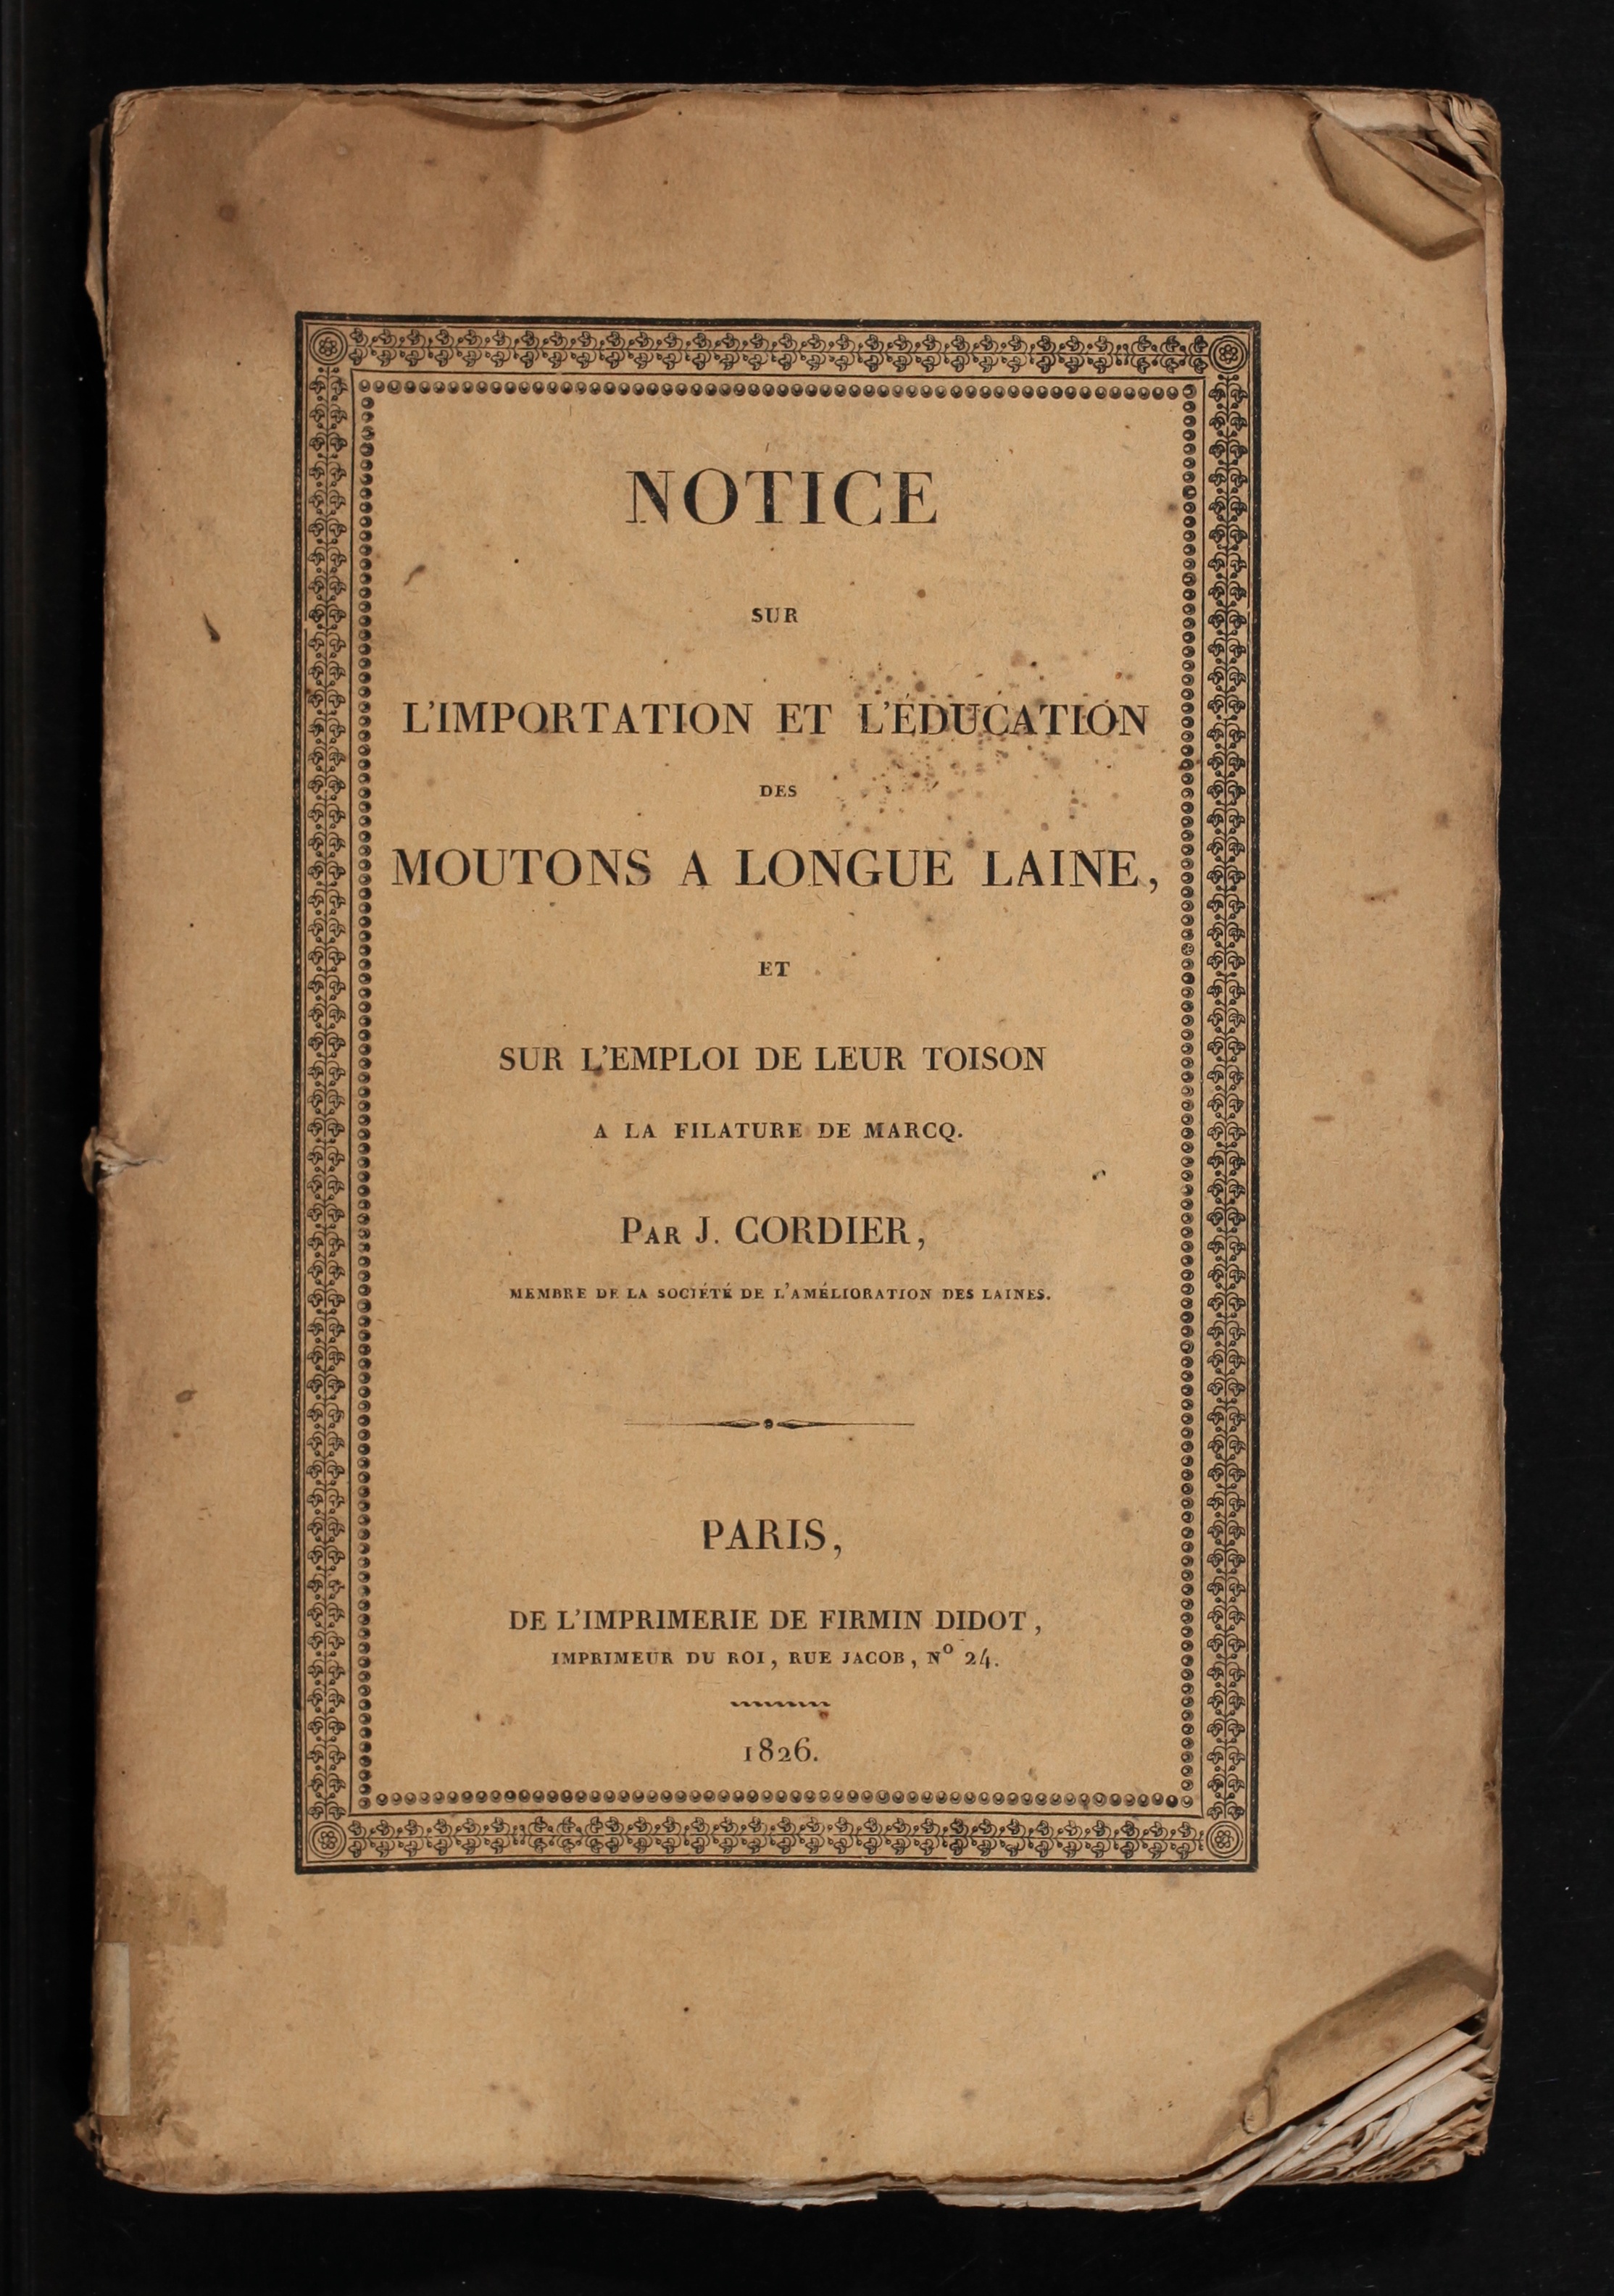 NOTICE
SUR
L'IMPORTATION ET L'ÉDUCATION
DES
MOUTONS A LONGUE LAINE,
ET
SUR L'EMPLOI DE LEUR TOISON
A LA FILATURE DE MARCQ.
PAR J. CORDIER,
MEMBRE DE LA SOCIÉTÉ DE L'AMÉLIORATION DES LAINES.
PARIS,
DE L'IMPRIMERIE DE FIRMIN DIDOT,
IMPRIMEUR DU ROI, RUE JACOB, Nº 24.
1826.